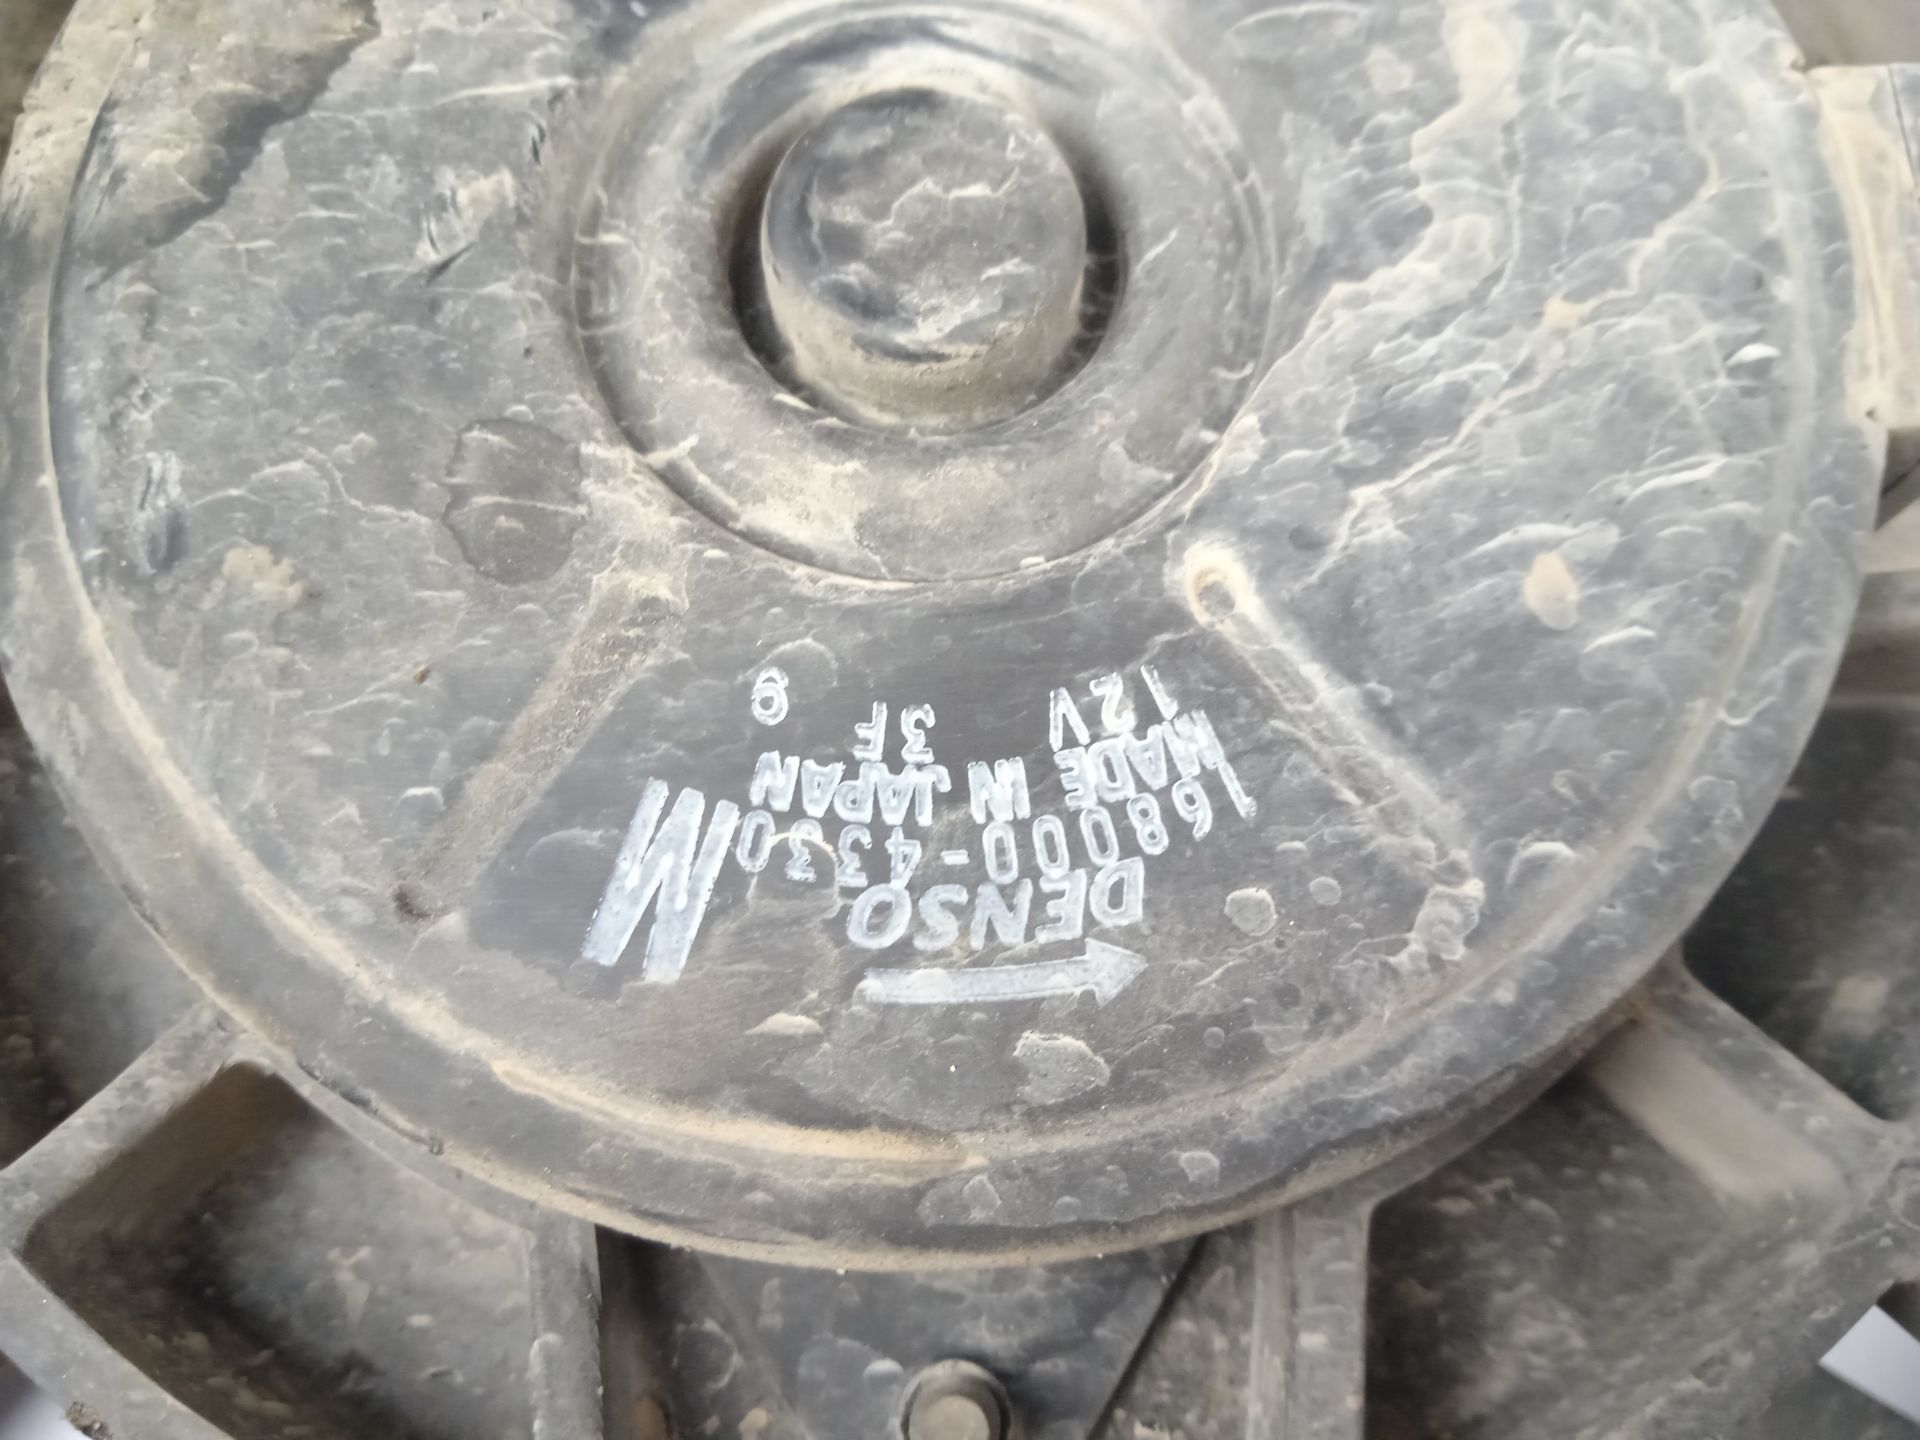 DENSO M
168000-4330
MADE IN JAPAN
12V 3F 9